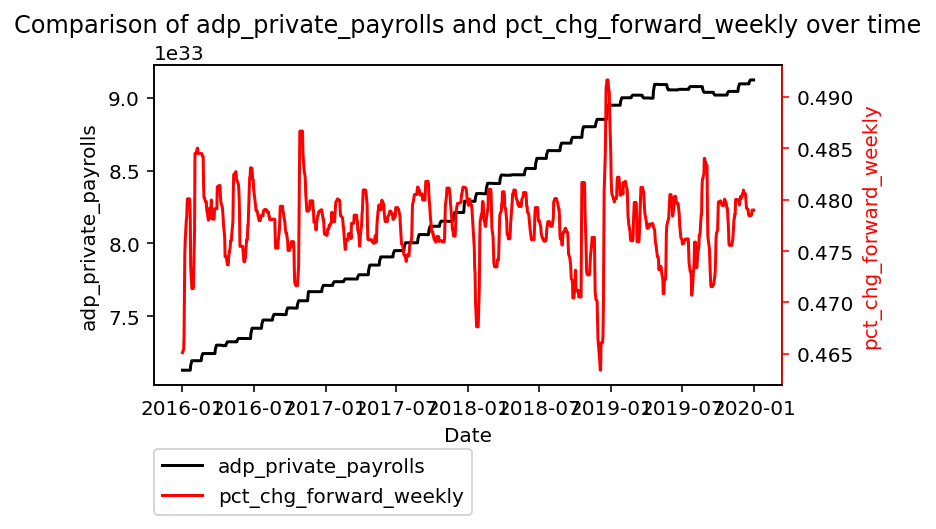 Comparison of adp_private_payrolls and pct_chg_forward_weekly over time
1e33
9.0
8.5
8.0
7.5
adp_private_payrolls
0.490
0.485
0.480
0.475
0.470
0.465
pct_chg_forward_weekly
2016-01 2016-07 2017-01 2017-07 2018-01 2018-07 2019-01 2019-07 2020-01
Date
adp_private_payrolls
pct_chg_forward_weekly